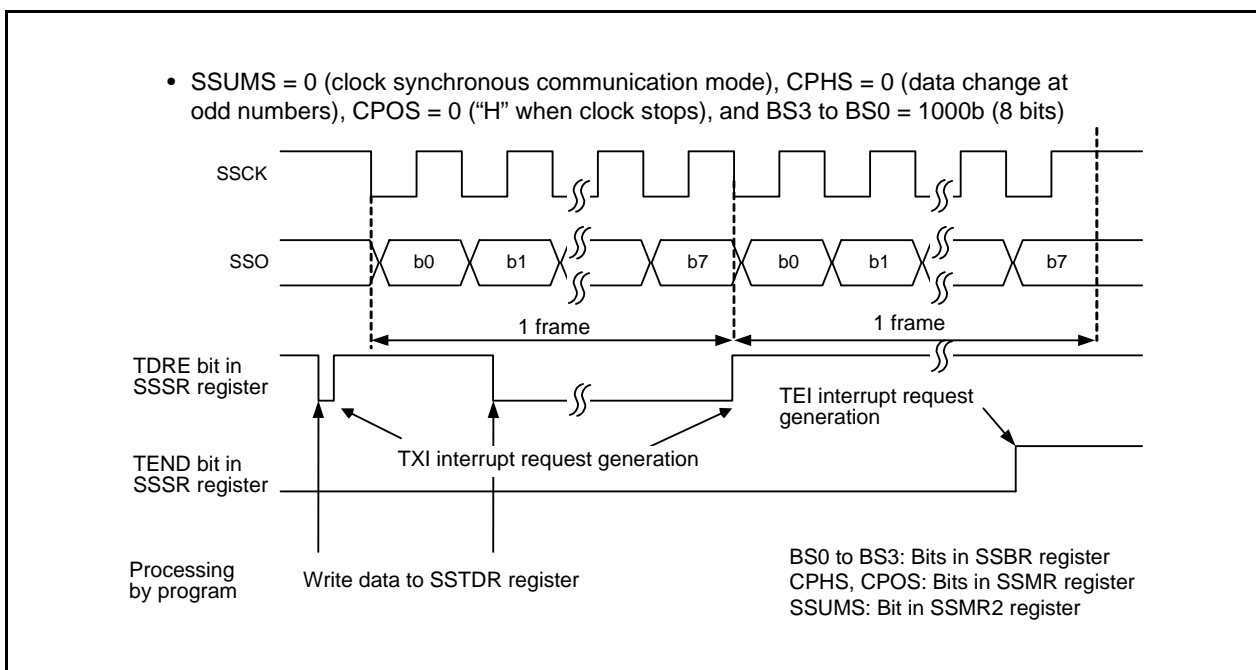 • SSUMS = 0 (clock synchronous communication mode), CPHS = 0 (data change at
odd numbers), CPOS = 0 (“H” when clock stops), and BS3 to BS0 = 1000b (8 bits)
SSCK
SSO
b0
b1
b7
b0
b1
b7
1 frame
1 frame
TDRE bit in
SSSR register
TEI interrupt request
generation
TXI interrupt request generation
TEND bit in
SSSR register
Processing
by program
Write data to SSTDR register
BS0 to BS3: Bits in SSBR register
CPHS, CPOS: Bits in SSMR register
SSUMS: Bit in SSMR2 register